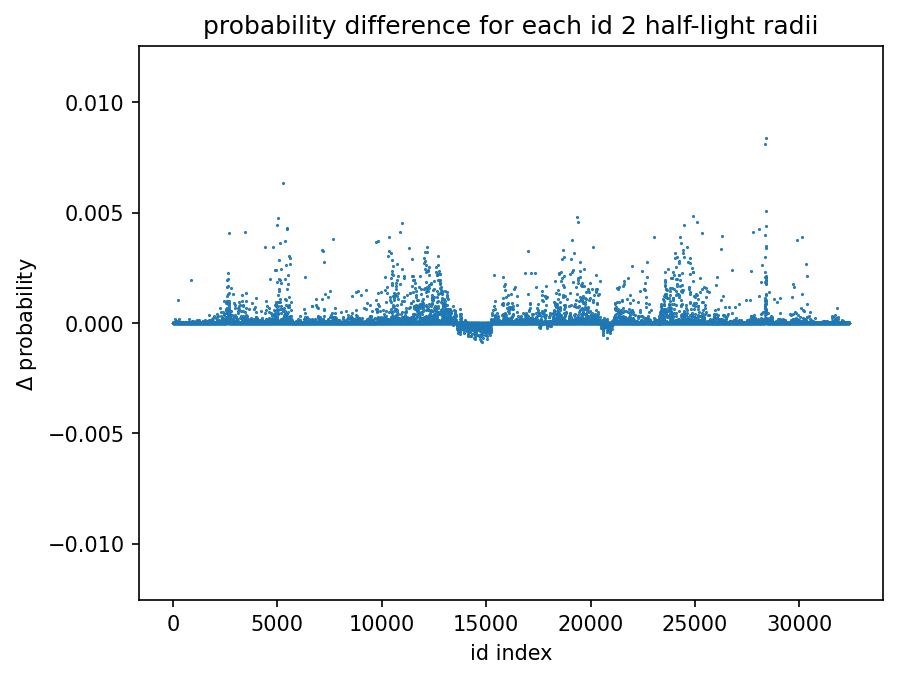 probability difference for each id 2 half-light radii
0.010
0.005
0.000
−0.005
−0.010
Δ probability
0 5000 10000 15000 20000 25000 30000
id index